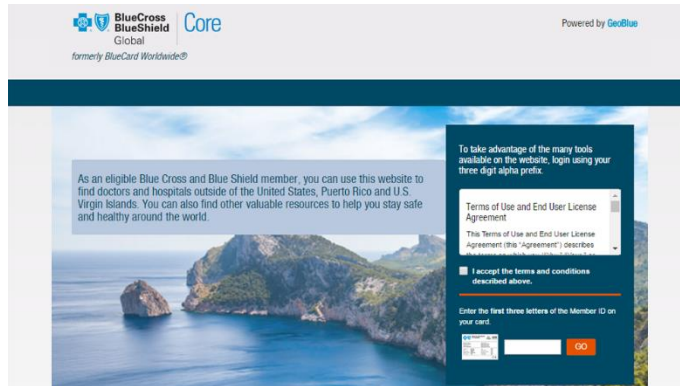 BlueCross
BlueShield
Global
Core
formerly BlueCard Worldwide®
Powered by GeoBlue
As an eligible Blue Cross and Blue Shield member, you can use this website to
find doctors and hospitals outside of the United States, Puerto Rico and U.S.
Virgin Islands. You can also find other valuable resources to help you stay safe
and healthy around the world.
To take advantage of the many tools
available on the website, login using your
three digit alpha prefix.
Terms of Use and End User License
Agreement
This Terms of Use and End User License
Agreement (this "Agreement") describes
I accept the terms and conditions
described above.
Enter the first three letters of the Member ID on
your card.
GO